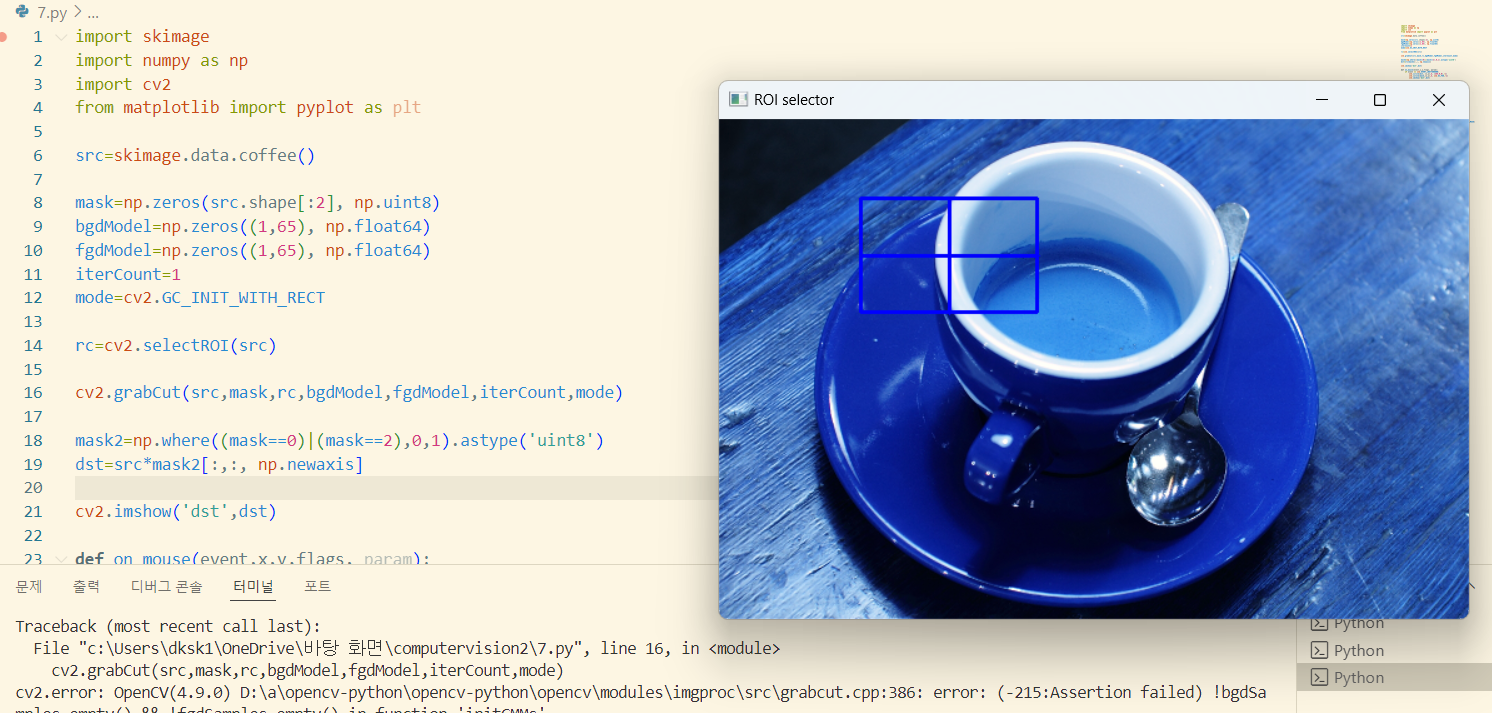 7.py > ...
1 import skimage
2 import numpy as np
3 import cv2
4 from matplotlib import pyplot as plt
5
6 src=skimage.data.coffee()
7
8 mask=np.zeros(src.shape[:2], np.uint8)
9 bgdModel=np.zeros((1,65), np.float64)
10 fgdModel=np.zeros((1,65), np.float64)
11 iterCount=1
12 mode=cv2.GC_INIT_WITH_RECT
13
14 rc=cv2.selectROI(src)
15
16 cv2.grabCut(src,mask,rc,bgdModel,fgdModel,iterCount,mode)
17
18 mask2=np.where((mask==0)|(mask==2),0,1).astype('uint8')
19 dst=src*mask2[:,:, np.newaxis]
20
21 cv2.imshow('dst',dst)
22
23 def on_mouse(event,x,y,flags, param):
ROI selector
문제 출력 디버그 콘솔 터미널 포트
Traceback (most recent call last):
File "c:\Users\dksk1\OneDrive\바탕 화면\computervision2\7.py", line 16, in <module>
cv2.grabCut(src,mask,rc,bgdModel,fgdModel,iterCount,mode)
cv2.error: OpenCV(4.9.0) D:\a\opencv-python\opencv-python\opencv\modules\imgproc\src\grabcut.cpp:386: error: (-215:Assertion failed) !bgdSa
mples.empty() && !fgdSamples.empty() in function 'initGMMs'
Python
Python
Python